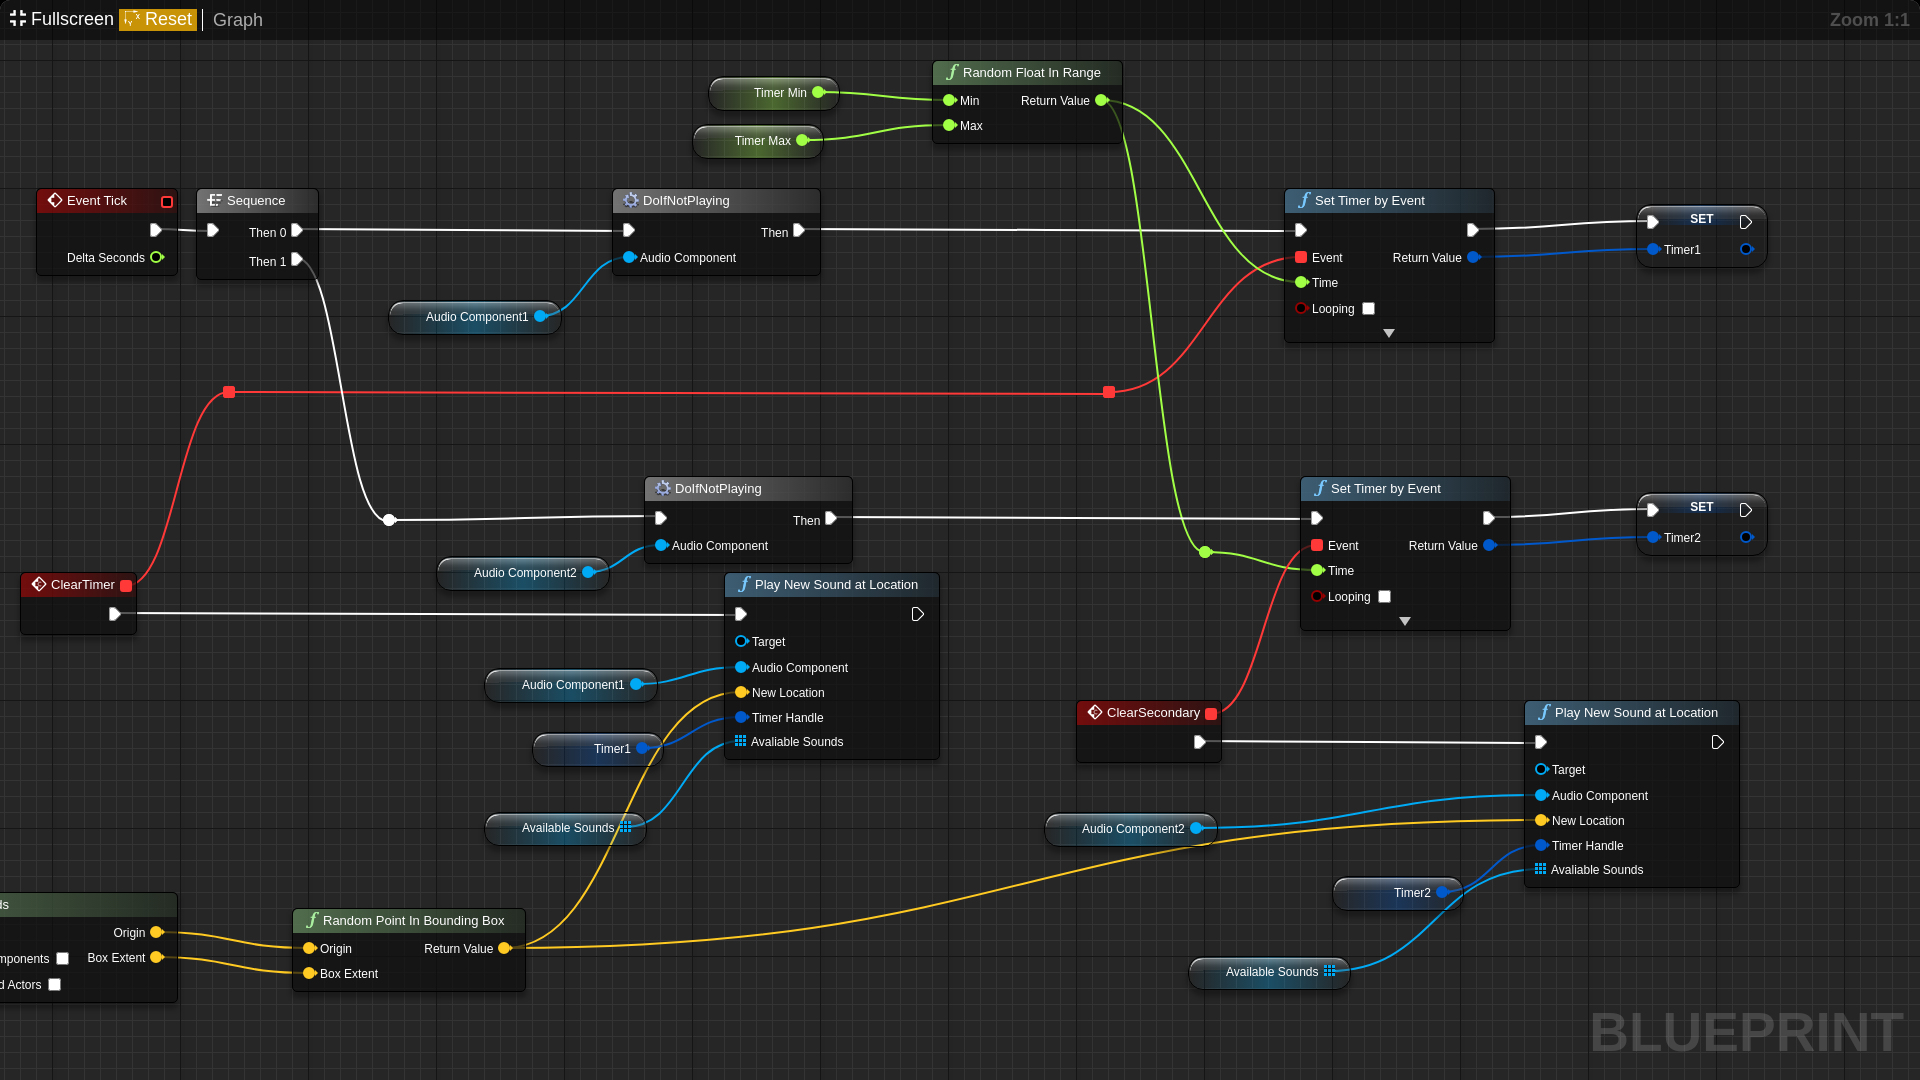 Fullscreen Reset Graph
Zoom 1:1
Timer Min
Timer Max
Random Float In Range
Min Return Value
Max
Event Tick
Delta Seconds
Sequence
Then 0
Then 1
DoIfNotPlaying
Then
Audio Component
Audio Component1
Set Timer by Event
Event Return Value
Time
Looping
SET
Timer1
DoIfNotPlaying
Then
Audio Component
Audio Component2
Set Timer by Event
Event Return Value
Time
Looping
SET
Timer2
ClearTimer
Play New Sound at Location
Target
Audio Component
New Location
Timer Handle
Avaliable Sounds
Audio Component1
Timer1
Available Sounds
ClearSecondary
Play New Sound at Location
Target
Audio Component
New Location
Timer Handle
Avaliable Sounds
Audio Component2
Timer2
Available Sounds
ds
Origin
mponents Box Extent
d Actors
Random Point In Bounding Box
Origin Return Value
Box Extent
BLUEPRINT